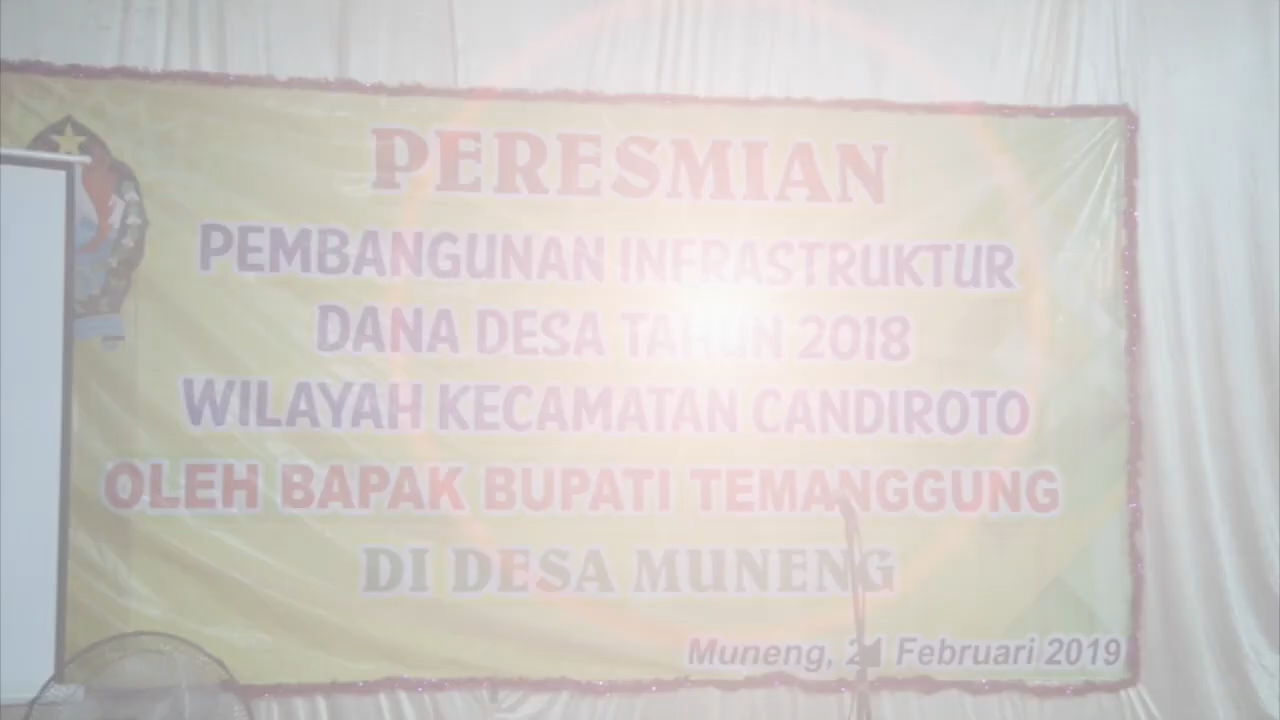 PERESMIAN
PEMBANGUNAN INFRASTRUKTUR
DANA DESA TAHUN 2018
WILAYAH KECAMATAN CANDIROTO
OLEH BAPAK BUPATI TEMANGGUNG
DI DESA MUNENG
Muneng, 21 Februari 2019